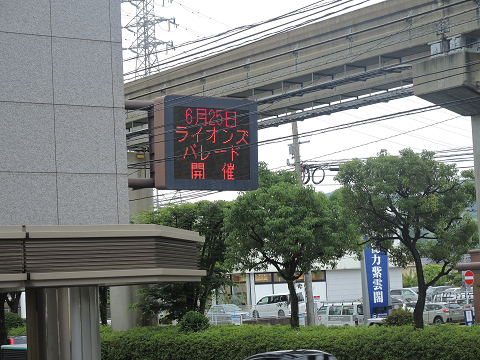 6月25日
ライオンズ
パレード
開催
力紫雲閣